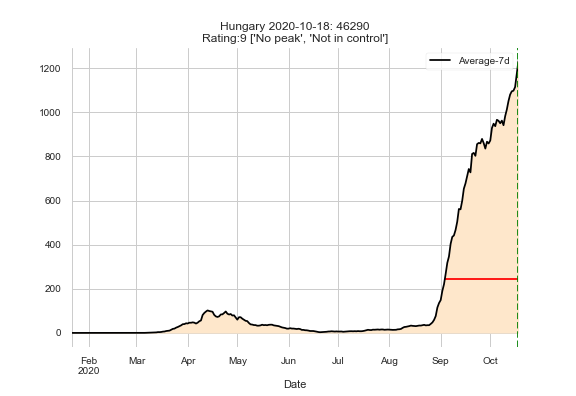 Hungary 2020-10-18: 46290
Rating:9 ['No peak', 'Not in control']
Average-7d
1200
1000
800
600
400
200
0
Feb Mar Apr May Jun Jul Aug Sep Oct
2020
Date